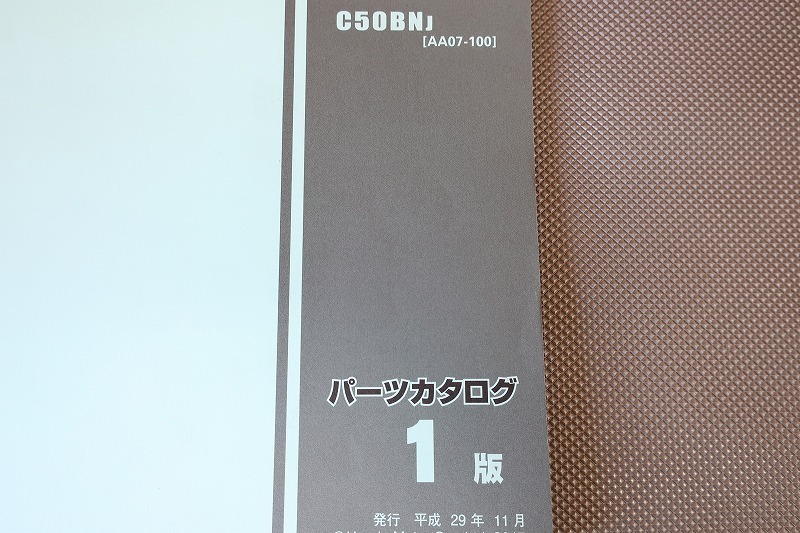 C50BNJ
[AA07-100]
パーツカタログ
1 版
発行 平成 29 年 11 月